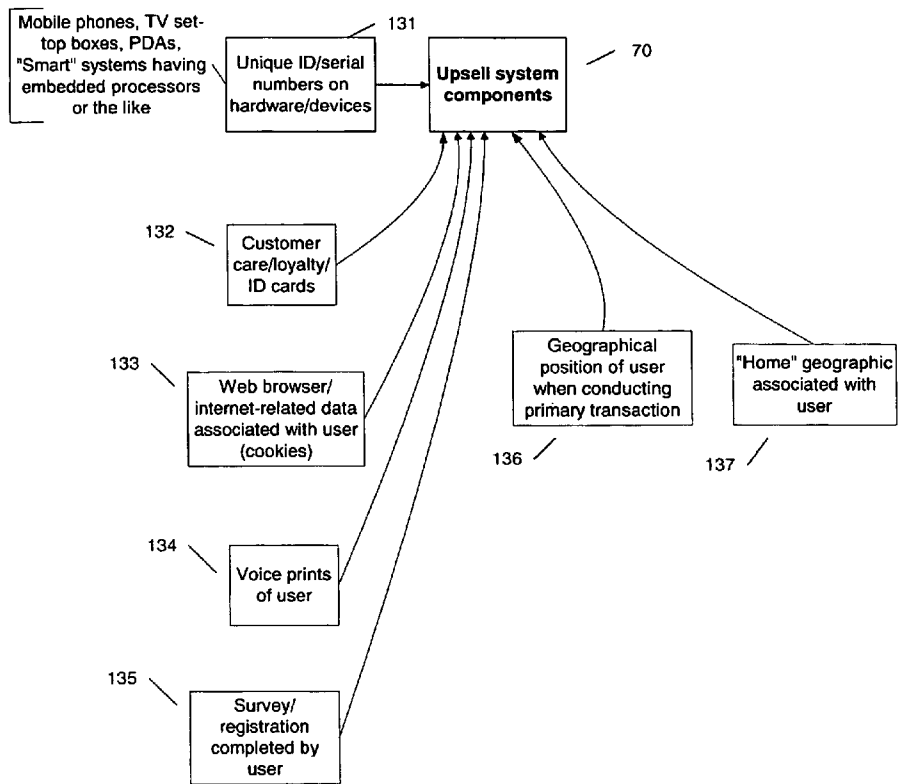 Mobile phones, TV set-
top boxes, PDAs,
"Smart" systems having
embedded processors
or the like
131
Unique ID/serial
numbers on
hardware/devices
70
Upsell system
components
132
Customer
care/loyalty/
ID cards
133
Web browser/
internet-related data
associated with user
(cookies)
Geographical
position of user
when conducting
primary transaction
136
"Home" geographic
associated with
user
137
134
Voice prints
of user
135
Survey/
registration
completed by
user